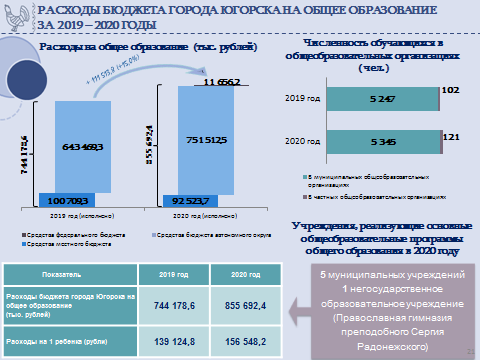 РАСХОДЫ БЮДЖЕТА ГОРОДА ЮГОРСКА НА ОБЩЕЕ ОБРАЗОВАНИЕ
ЗА 2019 – 2020 ГОДЫ
Расходы на общее образование (тыс. рублей)
+ 111 513,8 (+15,0%)
11 656,2
744 178,6
643 469,3
100 709,3
855 692,4
751 512,5
92 523,7
2019 год (исполнено)
2020 год (исполнено)
Средства федерального бюджета
Средства бюджета автономного округа
Средства местного бюджета
Численность обучающихся в
общеобразовательных организациях
(чел.)
2019 год
5 247
102
2020 год
5 345
121
В муниципальных общеобразовательных
организациях
В частных общеобразовательных организациях
Учреждения, реализующие основные
общеобразовательные программы
общего образования в 2020 году
5 муниципальных учреждений
1 негосударственное
образовательное учреждение
(Православная гимназия
преподобного Сергия
Радонежского)
Показатель
2019 год
2020 год
Расходы бюджета города Югорска на
общее образование
(тыс. рублей)
744 178,6
855 692,4
Расходы на 1 ребенка (рубли)
139 124,8
156 548,2